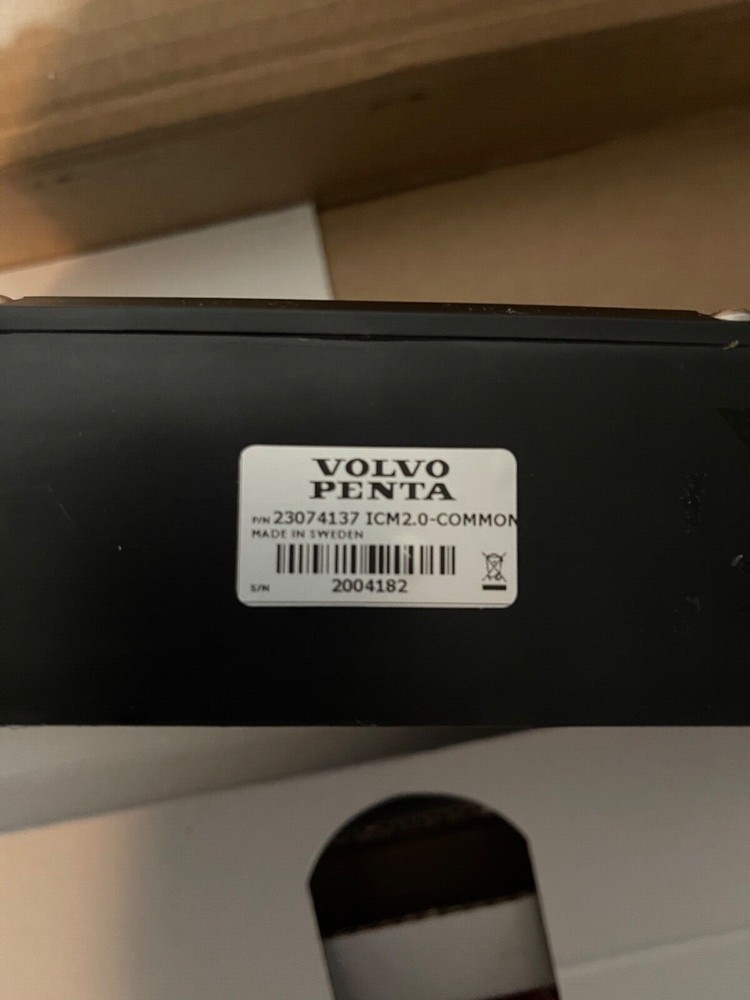 VOLVO
PENTA
P/N 23074137 ICM2.0-COMMON
MADE IN SWEDEN
S/N 2004182